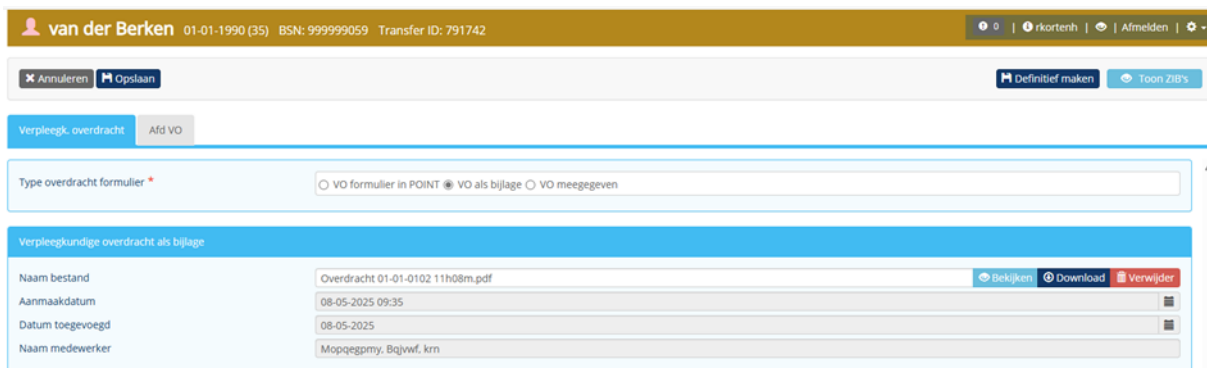 van der Berken 01-01-1990 (35) BSN: 999999059 Transfer ID: 791742
0 | rkortenh | | Afmelden |
Annuleren Opslaan Definitief maken Toon ZIB's
Verpleegk. overdracht Afd VO
Type overdracht formulier * VO formulier in POINT VO als bijlage VO meegegeven
Verpleegkundige overdracht als bijlage
Naam bestand Overdracht 01-01-0102 11h08m.pdf Bekijken Download Verwijder
Aanmaakdatum 08-05-2025 09:35
Datum toegevoegd 08-05-2025
Naam medewerker Mopqegpmy, Bqjvwf, krn